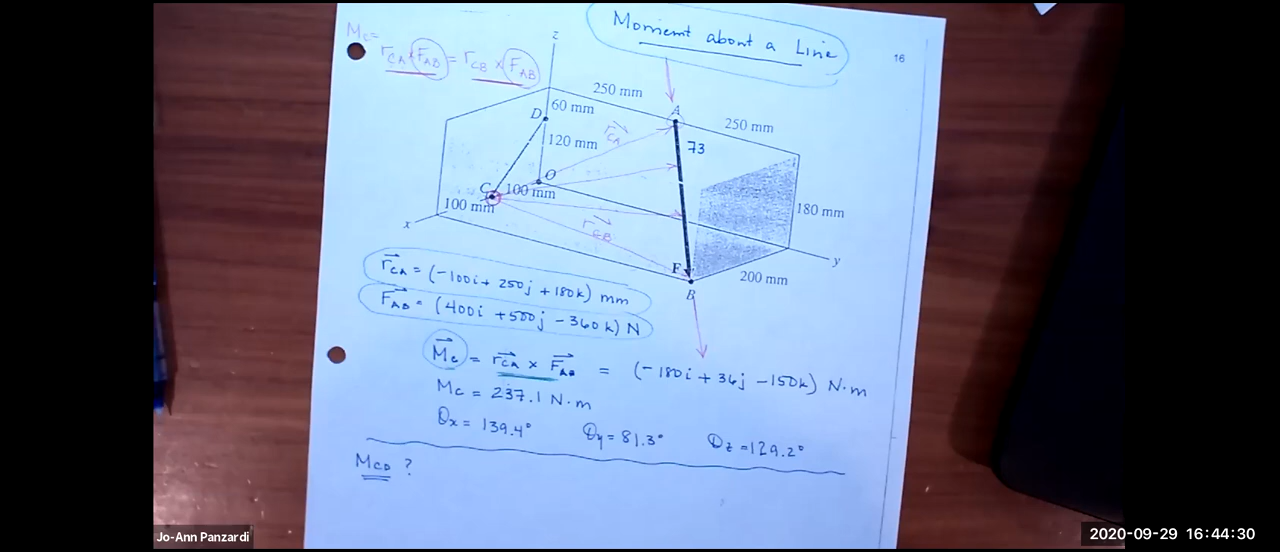 Moment about a Line
16
Mc=
rCA × FAB = rCB × FAB
z
250 mm
A
250 mm
60 mm
D
120 mm
rCA
73
O
C
100 mm
100 mm
180 mm
x
rCB
y
F
200 mm
B
rCA = (-100i + 250j + 180k) mm
FAB = (400i + 500j - 360k) N
Mc = rCA × FAB = (-180i + 36j - 150k) N·m
Mc = 237.1 N·m
θx = 139.4° θy = 81.3° θz = 129.2°
MCD ?
Jo-Ann Panzardi
2020-09-29 16:44:30